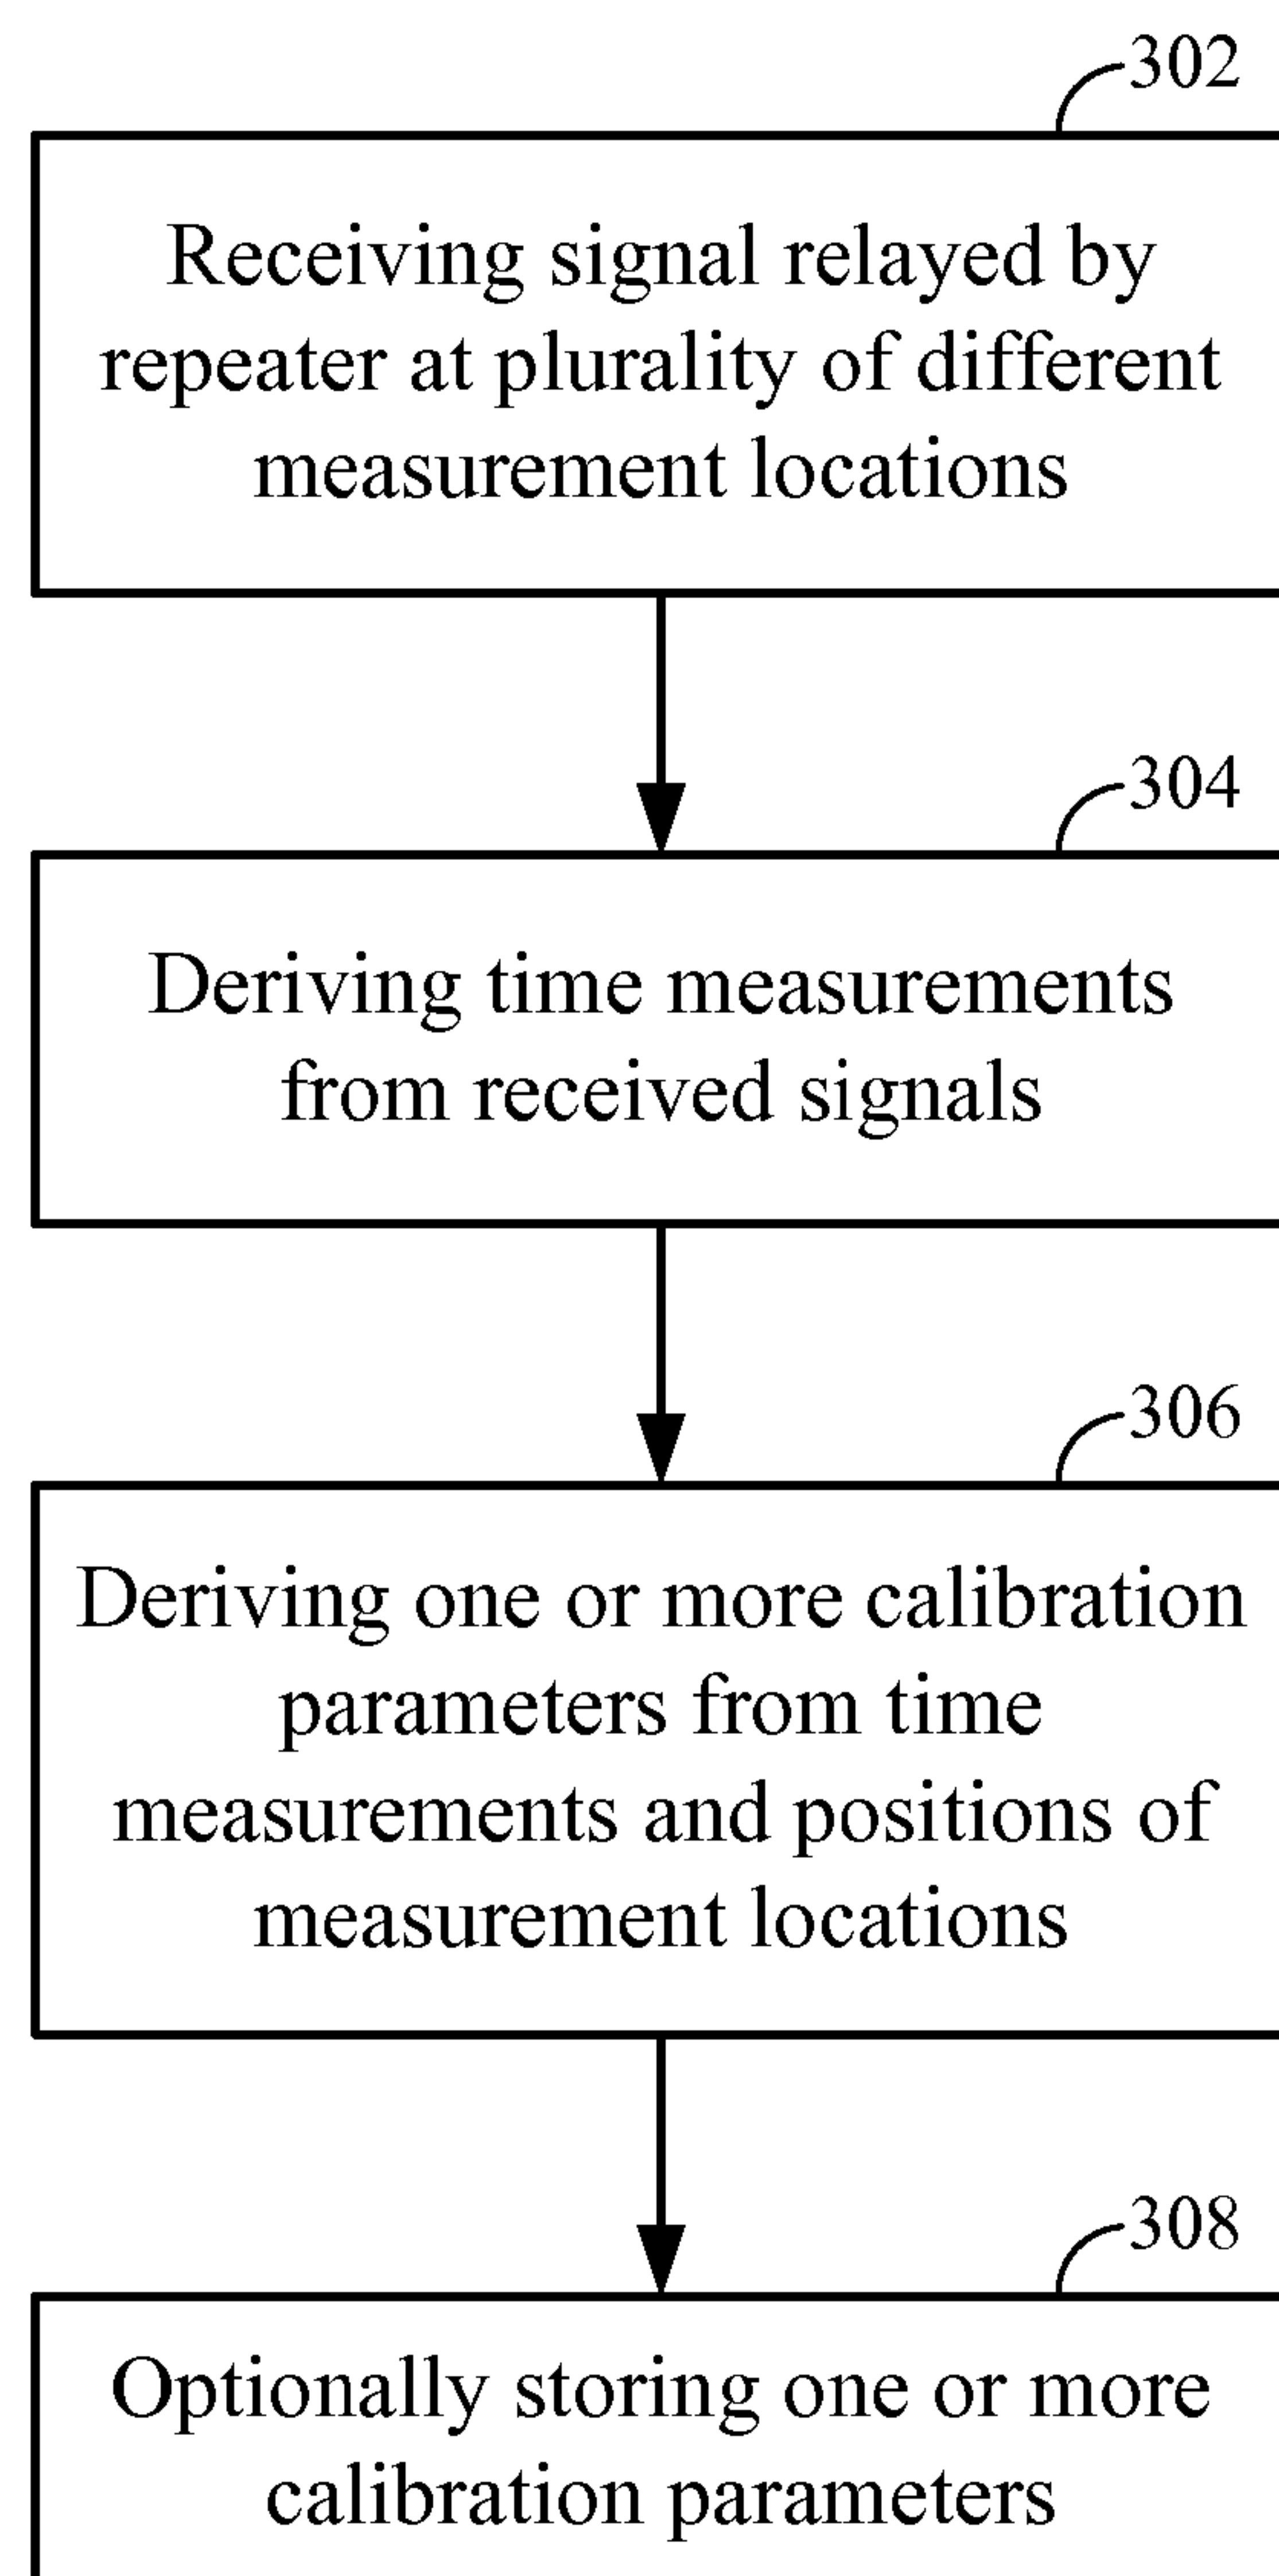 302
Receiving signal relayed by
repeater at plurality of different
measurement locations
304
Deriving time measurements
from received signals
306
Deriving one or more calibration
parameters from time
measurements and positions of
measurement locations
308
Optionally storing one or more
calibration parameters